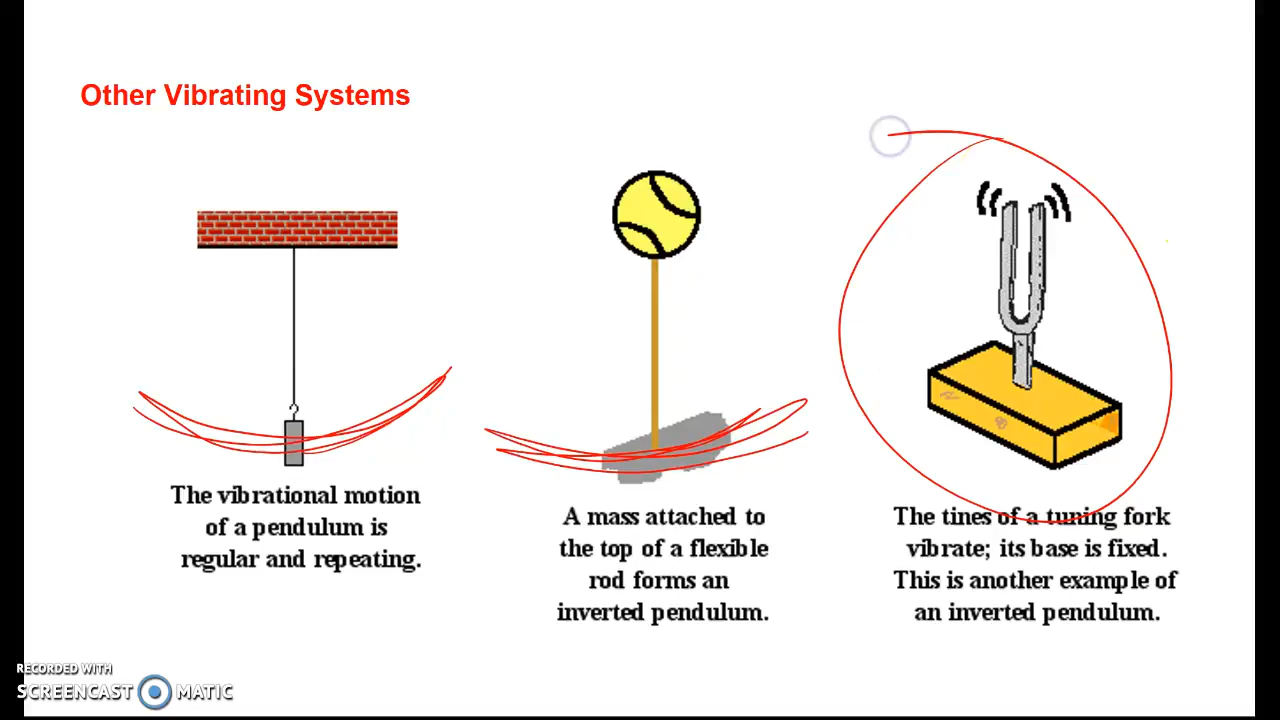 Other Vibrating Systems
The vibrational motion
of a pendulum is
regular and repeating.
A mass attached to
the top of a flexible
rod forms an
inverted pendulum.
The tines of a tuning fork
vibrate; its base is fixed.
This is another example of
an inverted pendulum.
RECORDED WITH
SCREENCAST MATIC